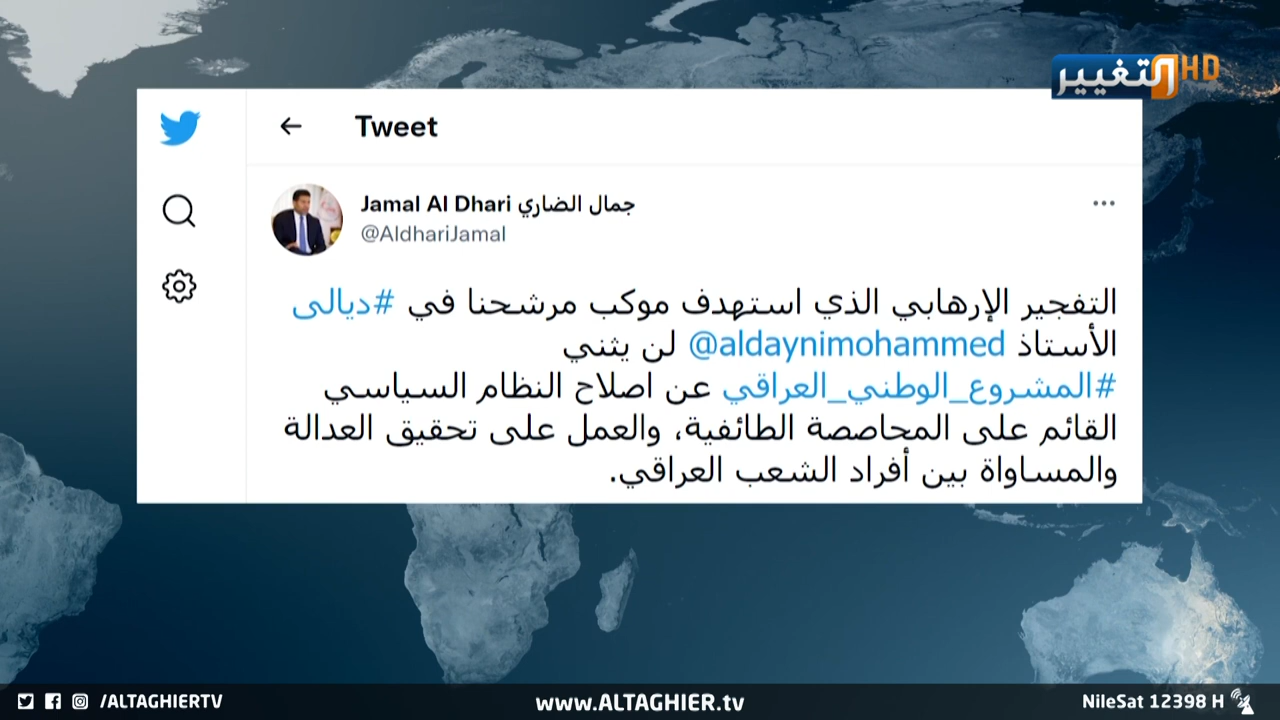 التغيير HD
Tweet
Jamal Al Dhari جمال الضاري
@AldhariJamal
التفجير الإرهابي الذي استهدف موكب مرشحنا في #ديالى
الأستاذ @aldaynimohammed لن يثني
#المشروع_الوطني_العراقي عن اصلاح النظام السياسي
القائم على المحاصصة الطائفية، والعمل على تحقيق العدالة
والمساواة بين أفراد الشعب العراقي.
/ALTAGHIERTV
www.ALTAGHIER.tv
NileSat 12398 H